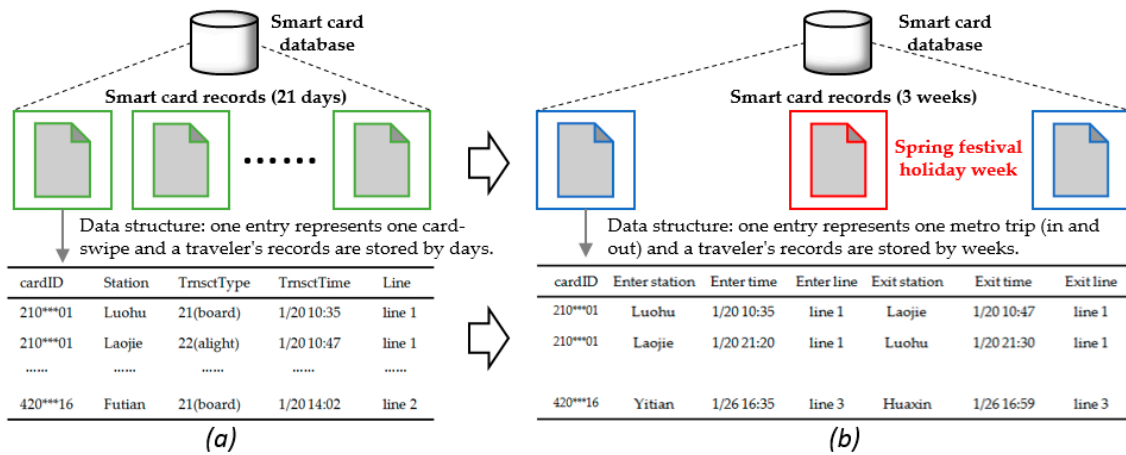 Smart card
database
Smart card records (21 days)
......
Data structure: one entry represents one card-
swipe and a traveler's records are stored by days.
cardID Station TrnsctType TrnsctTime Line
210***01 Luohu 21(board) 1/20 10:35 line 1
210***01 Laojie 22(alight) 1/20 10:47 line 1
...... ...... ...... ...... ......
420***16 Futian 21(board) 1/20 14:02 line 2
(a)
Smart card
database
Smart card records (3 weeks)
Spring festival
holiday week
Data structure: one entry represents one metro trip (in and
out) and a traveler's records are stored by weeks.
cardID Enter station Enter time Enter line Exit station Exit time Exit line
210***01 Luohu 1/20 10:35 line 1 Laojie 1/20 10:47 line 1
210***01 Laojie 1/20 21:20 line 1 Luohu 1/20 21:30 line 1
420***16 Yitian 1/26 16:35 line 3 Huaxin 1/26 16:59 line 3
(b)